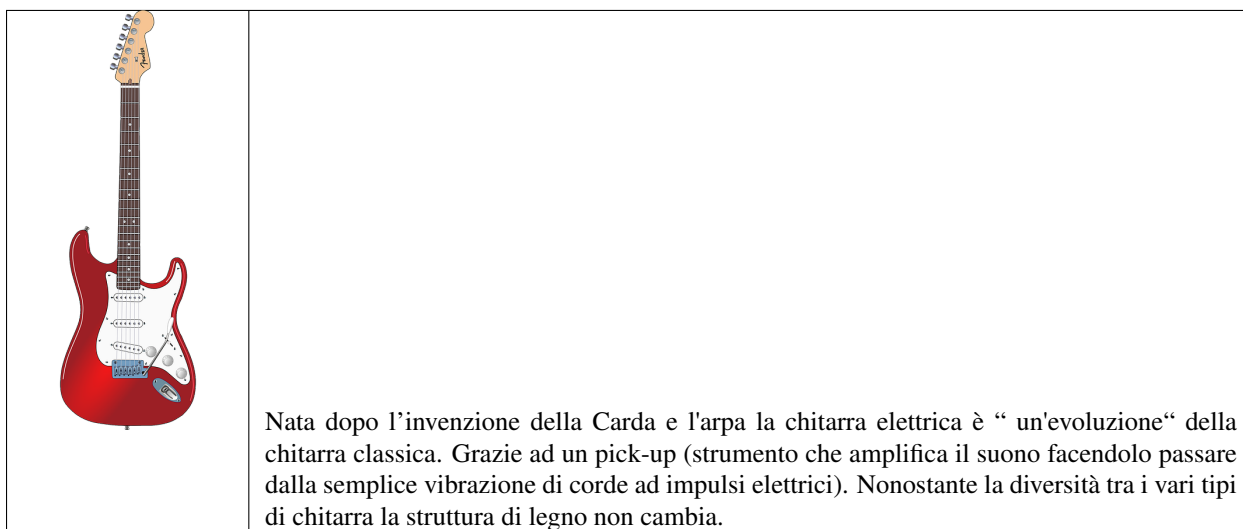 Fender
Nata dopo l’invenzione della Carda e l'arpa la chitarra elettrica è “ un'evoluzione“ della
chitarra classica. Grazie ad un pick-up (strumento che amplifica il suono facendolo passare
dalla semplice vibrazione di corde ad impulsi elettrici). Nonostante la diversità tra i vari tipi
di chitarra la struttura di legno non cambia.